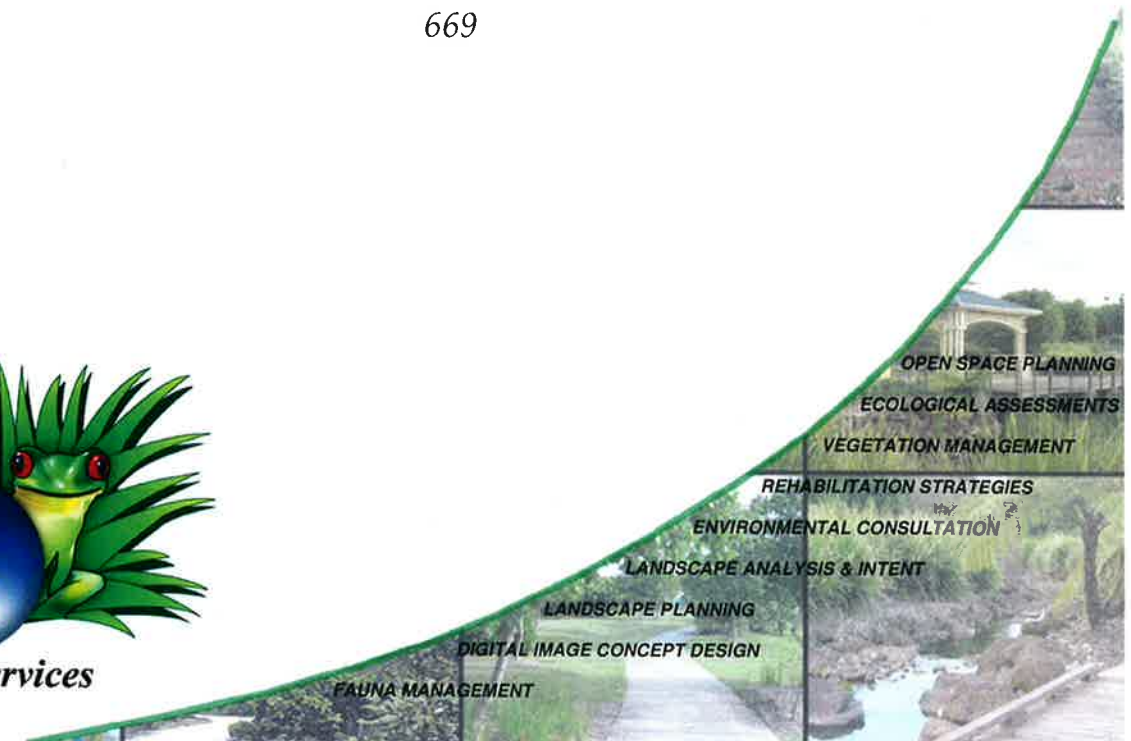 669
OPEN SPACE PLANNING
ECOLOGICAL ASSESSMENTS
VEGETATION MANAGEMENT
REHABILITATION STRATEGIES
ENVIRONMENTAL CONSULTATION
LANDSCAPE ANALYSIS & INTENT
LANDSCAPE PLANNING
DIGITAL IMAGE CONCEPT DESIGN
rvices
FAUNA MANAGEMENT